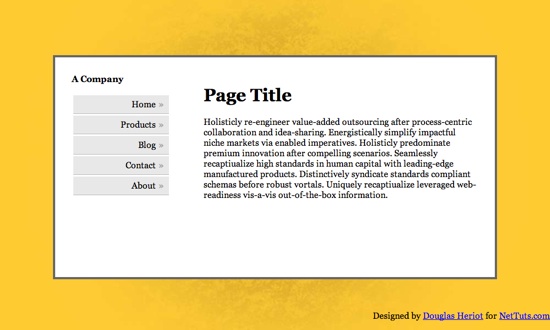 A Company
Home »
Products »
Blog »
Contact »
About »
Page Title
Holisticly re-engineer value-added outsourcing after process-centric
collaboration and idea-sharing. Energistically simplify impactful
niche markets via enabled imperatives. Holisticly predominate
premium innovation after compelling scenarios. Seamlessly
recaptiualize high standards in human capital with leading-edge
manufactured products. Distinctively syndicate standards compliant
schemas before robust vortals. Uniquely recaptiualize leveraged web-
readiness vis-a-vis out-of-the-box information.
Designed by Douglas Heriot for NetTuts.com